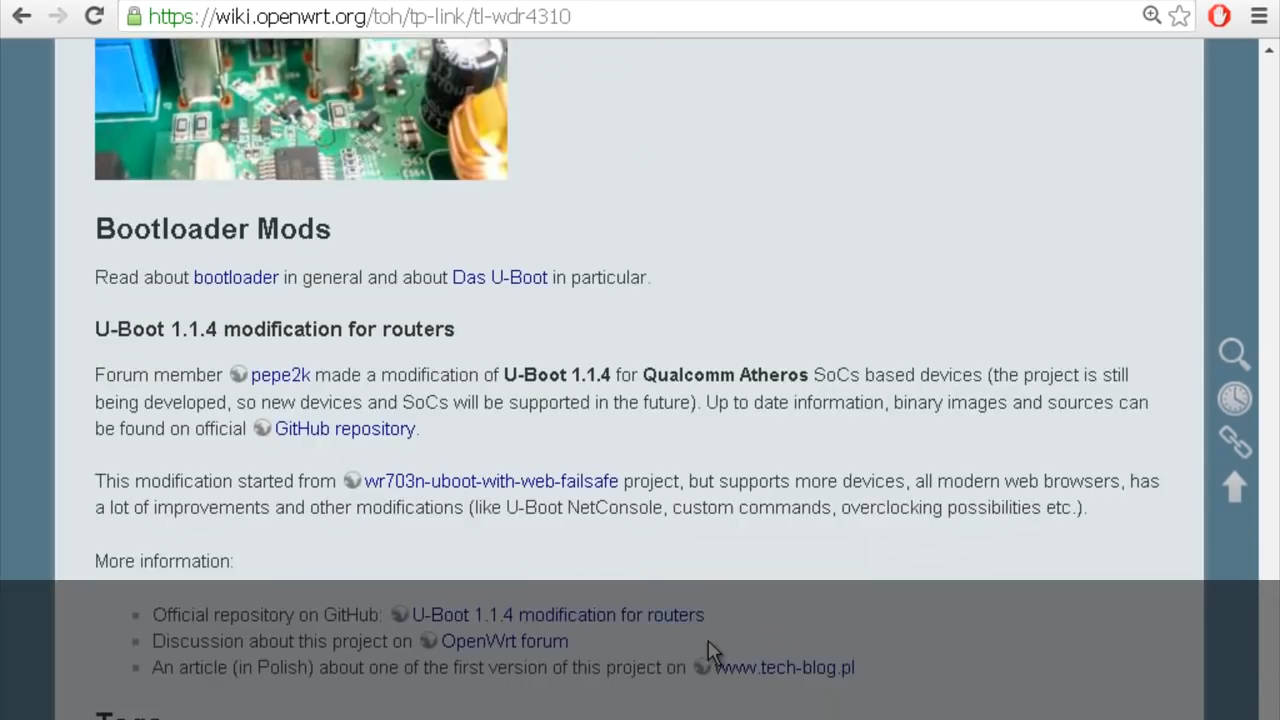 https://wiki.openwrt.org/toh/tp-link/tl-wdr4310
Bootloader Mods
Read about bootloader in general and about Das U-Boot in particular.
U-Boot 1.1.4 modification for routers
Forum member pepe2k made a modification of U-Boot 1.1.4 for Qualcomm Atheros SoCs based devices (the project is still
being developed, so new devices and SoCs will be supported in the future). Up to date information, binary images and sources can
be found on official GitHub repository.
This modification started from wr703n-uboot-with-web-failsafe project, but supports more devices, all modern web browsers, has
a lot of improvements and other modifications (like U-Boot NetConsole, custom commands, overclocking possibilities etc.).
More information:
Official repository on GitHub: U-Boot 1.1.4 modification for routers
Discussion about this project on OpenWrt forum
An article (in Polish) about one of the first version of this project on www.tech-blog.pl
Tags